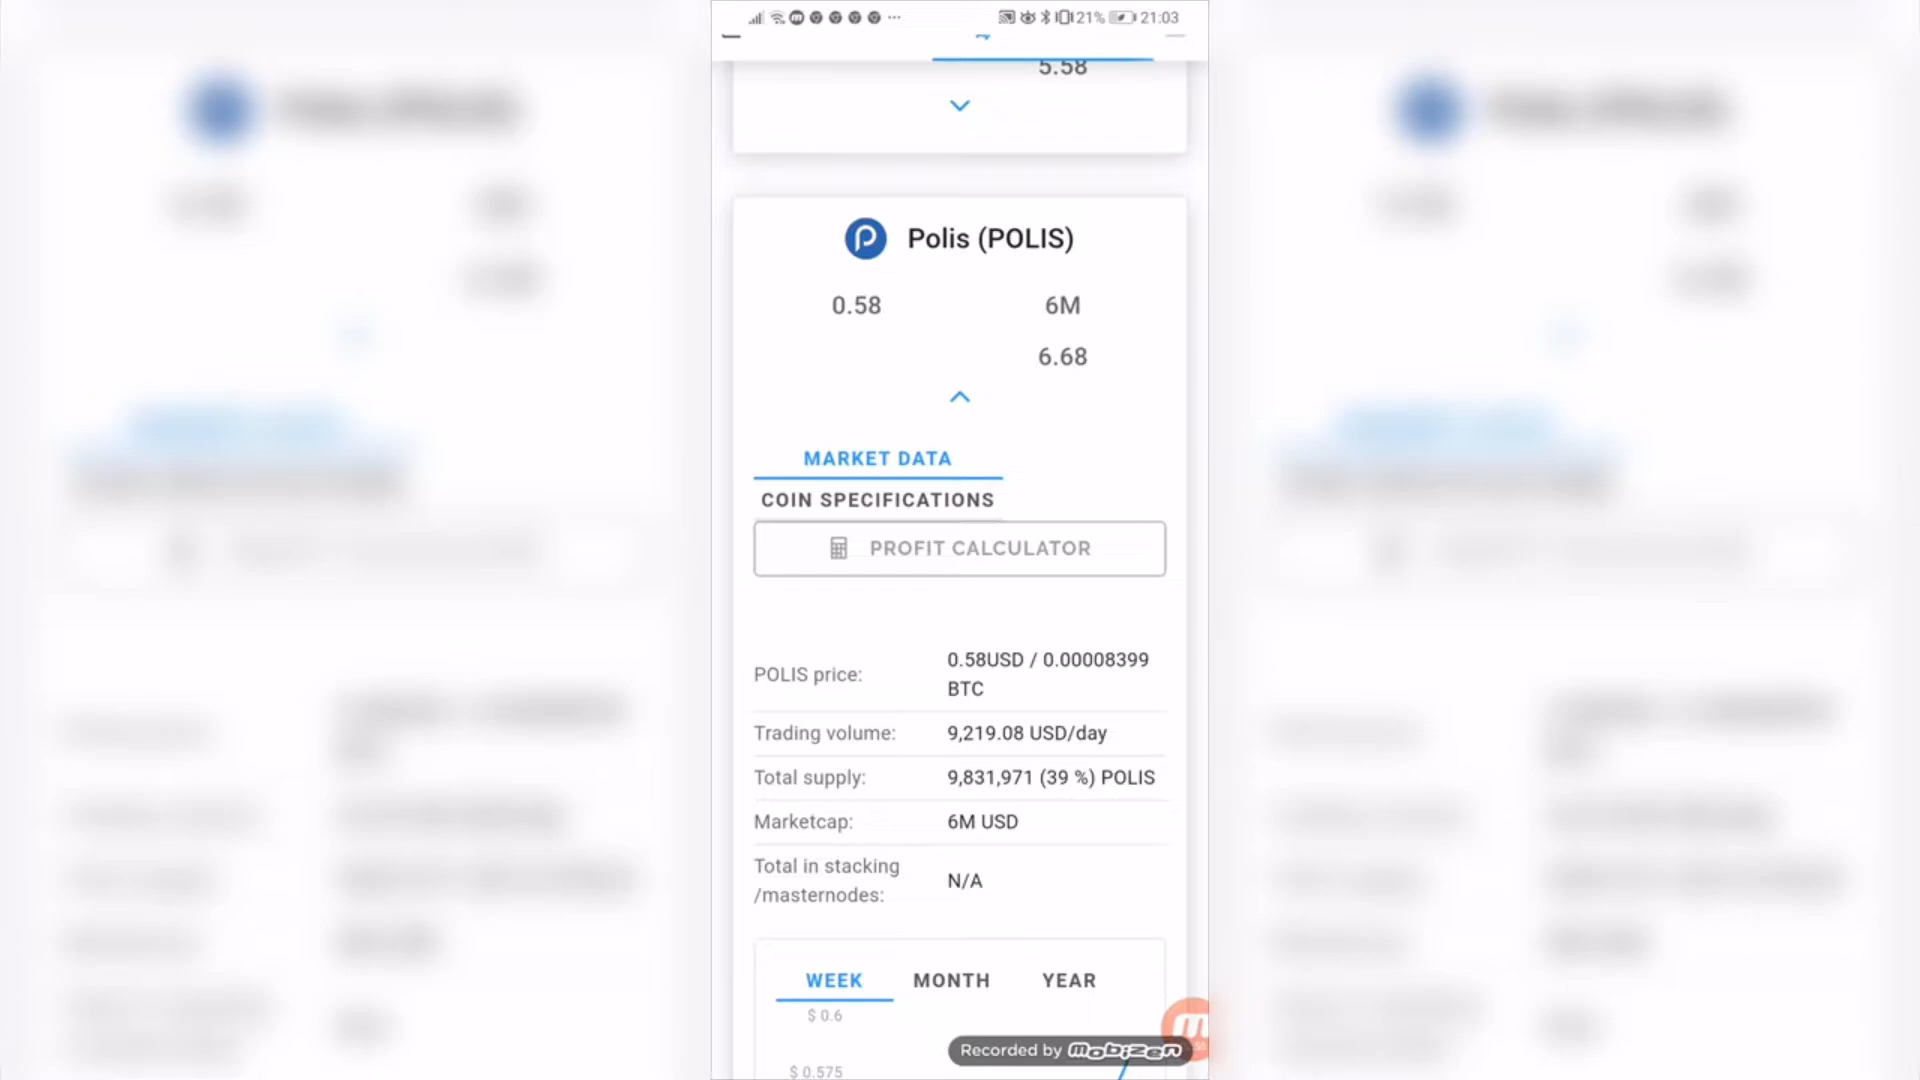 21% 21:03
5.58
Polis (POLIS)
0.58 6M
6.68
MARKET DATA
COIN SPECIFICATIONS
PROFIT CALCULATOR
POLIS price: 0.58USD / 0.00008399
BTC
Trading volume: 9,219.08 USD/day
Total supply: 9,831,971 (39 %) POLIS
Marketcap: 6M USD
Total in stacking
/masternodes: N/A
WEEK MONTH YEAR
$ 0.6
Recorded by mobizen
$ 0.575